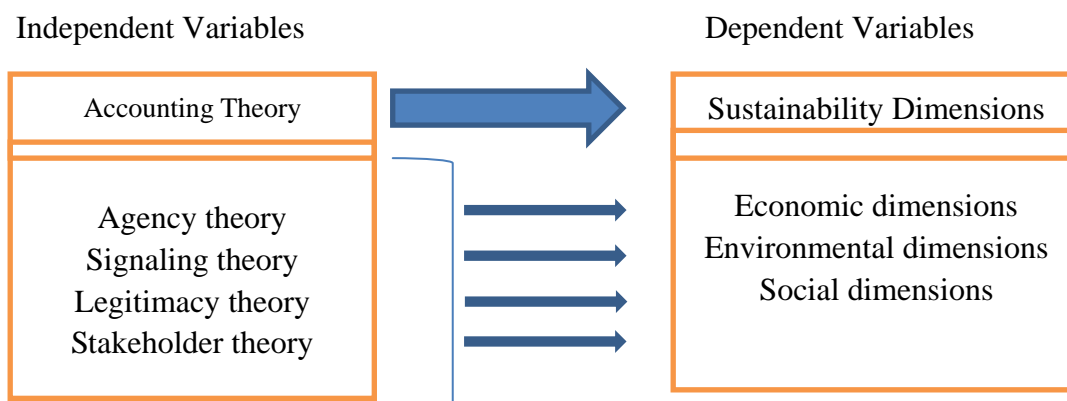 Independent Variables
Dependent Variables
Accounting Theory
Sustainability Dimensions
Agency theory
Signaling theory
Legitimacy theory
Stakeholder theory
Economic dimensions
Environmental dimensions
Social dimensions